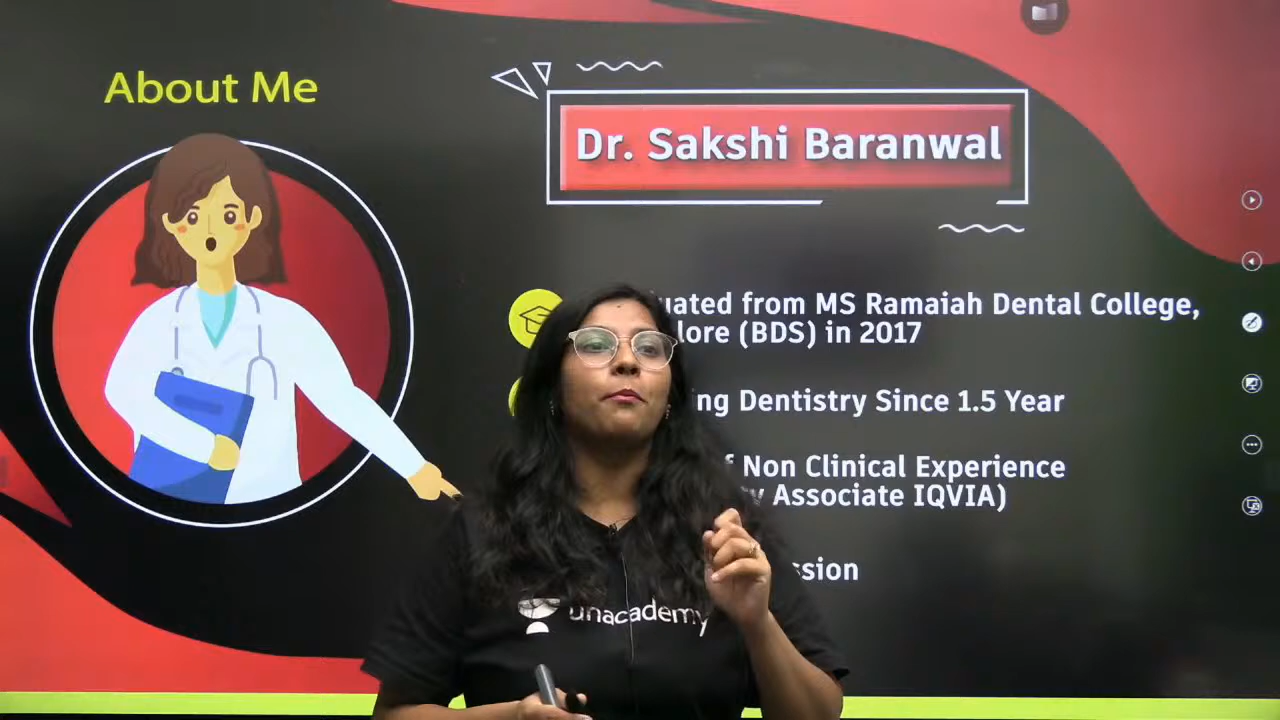 About Me
Dr. Sakshi Baranwal
uated from MS Ramaiah Dental College,
lore (BDS) in 2017
ing Dentistry Since 1.5 Year
f Non Clinical Experience
y Associate IQVIA)
ssion
unacademy